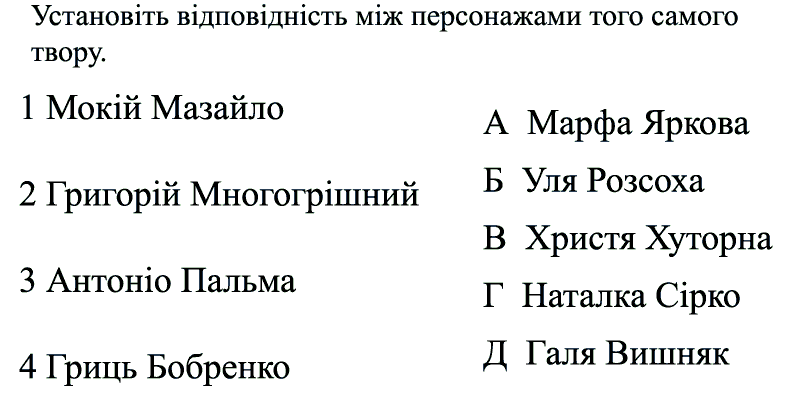 Установіть відповідність між персонажами того самого
твору.
1 Мокій Мазайло
2 Григорій Многогрішний
3 Антоніо Пальма
4 Гриць Бобренко
А Марфа Яркова
Б Уля Розсоха
В Христя Хуторна
Г Наталка Сірко
Д Галя Вишняк